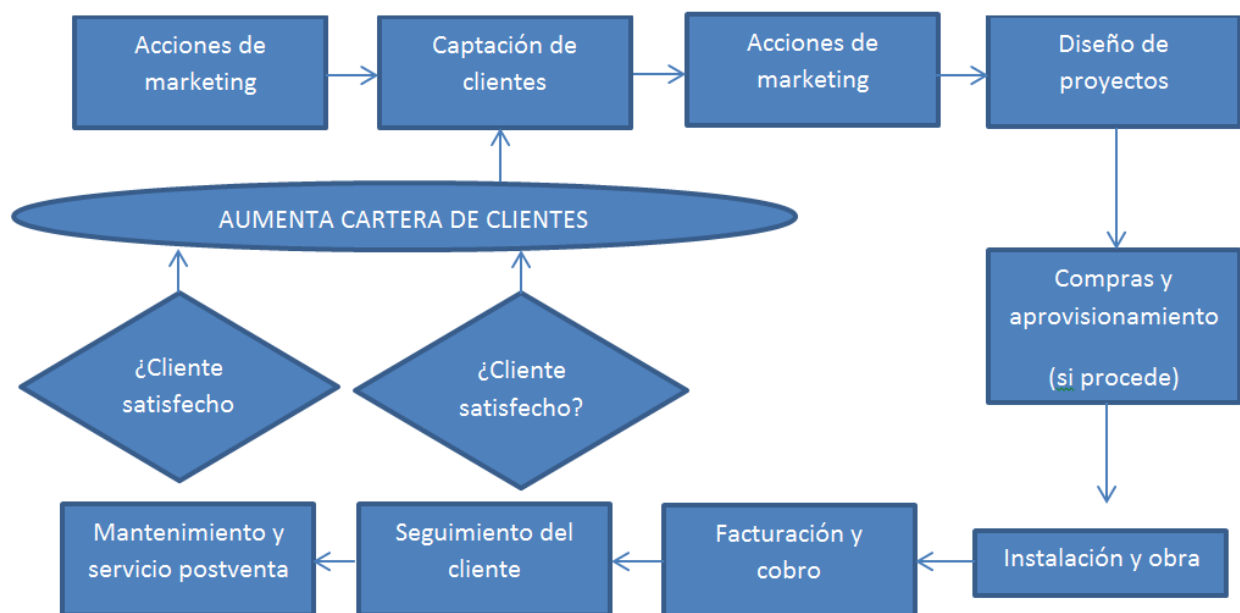 Acciones de
marketing
Captación de
clientes
Acciones de
marketing
Diseño de
proyectos
AUMENTA CARTERA DE CLIENTES
Compras y
aprovisionamiento
(si procede)
¿Cliente
satisfecho
¿Cliente
satisfecho?
Mantenimiento y
servicio postventa
Seguimiento del
cliente
Facturación y
cobro
Instalación y obra